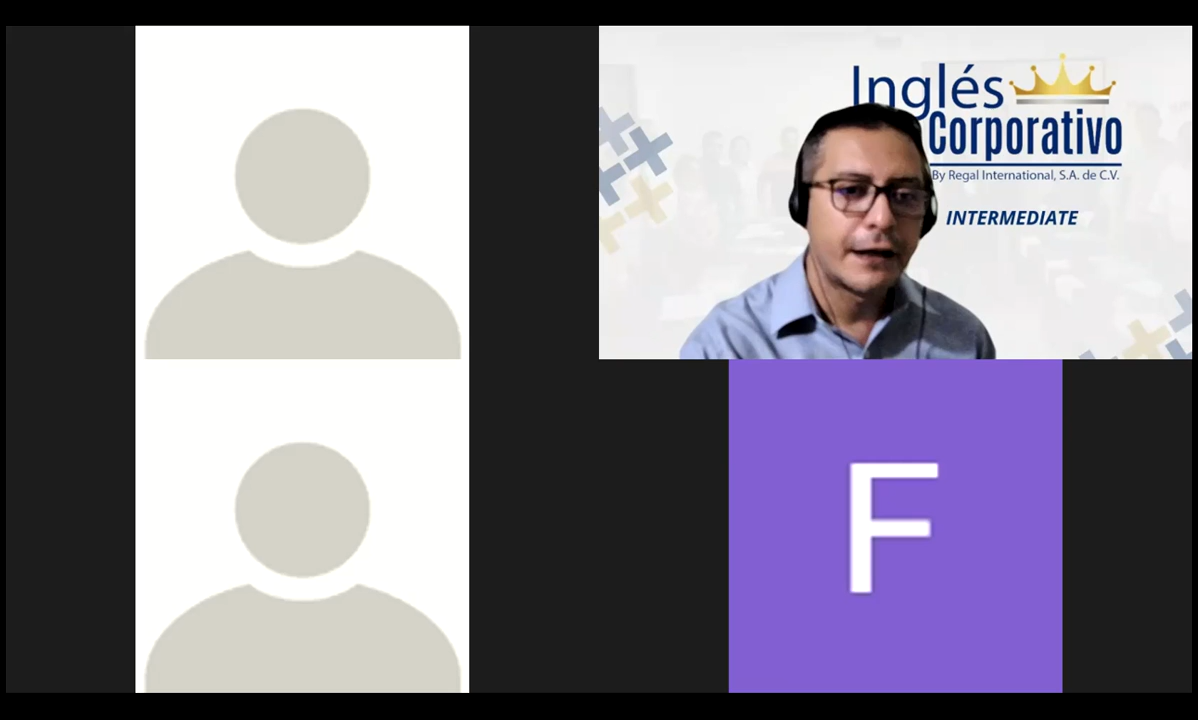 Inglés
Corporativo
By Regal International, S.A. de C.V.
INTERMEDIATE
F